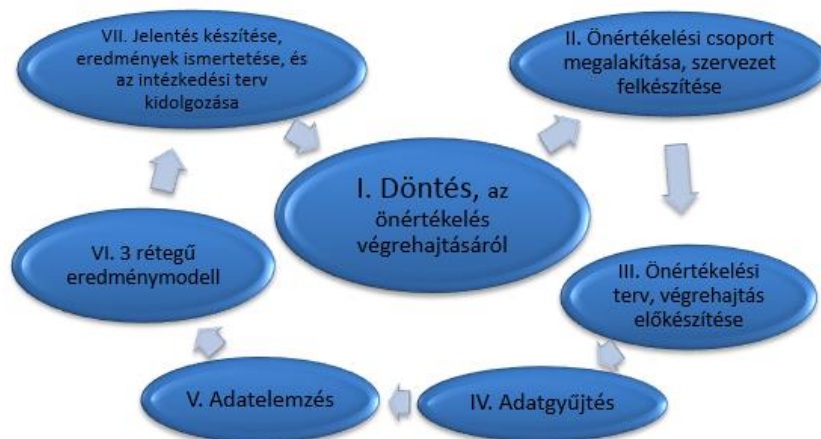 I. Döntés, az
önértékelés
végrehajtásáról
II. Önértékelési csoport
megalakítása, szervezet
felkészítése
III. Önértékelési
terv, végrehajtás
előkészítése
IV. Adatgyűjtés
V. Adatelemzés
VI. 3 rétegű
eredménymodell
VII. Jelentés készítése,
eredmények ismertetése, és
az intézkedési terv
kidolgozása